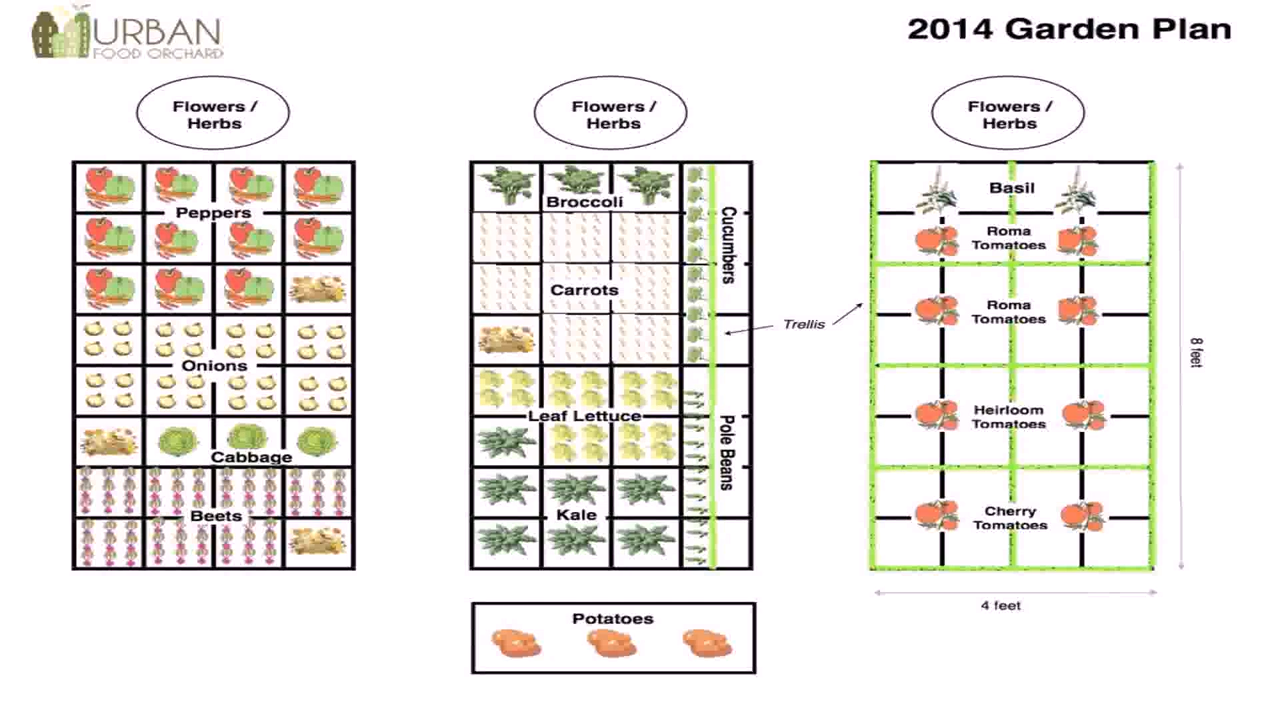 URBAN
FOOD ORCHARD
2014 Garden Plan
Flowers /
Herbs
Flowers /
Herbs
Flowers /
Herbs
Peppers
Onions
Cabbage
Beets
Broccoli
Carrots
Leaf Lettuce
Kale
Cucumbers
Pole Beans
Potatoes
Trellis
Basil
Roma
Tomatoes
Roma
Tomatoes
Heirloom
Tomatoes
Cherry
Tomatoes
8 feet
4 feet